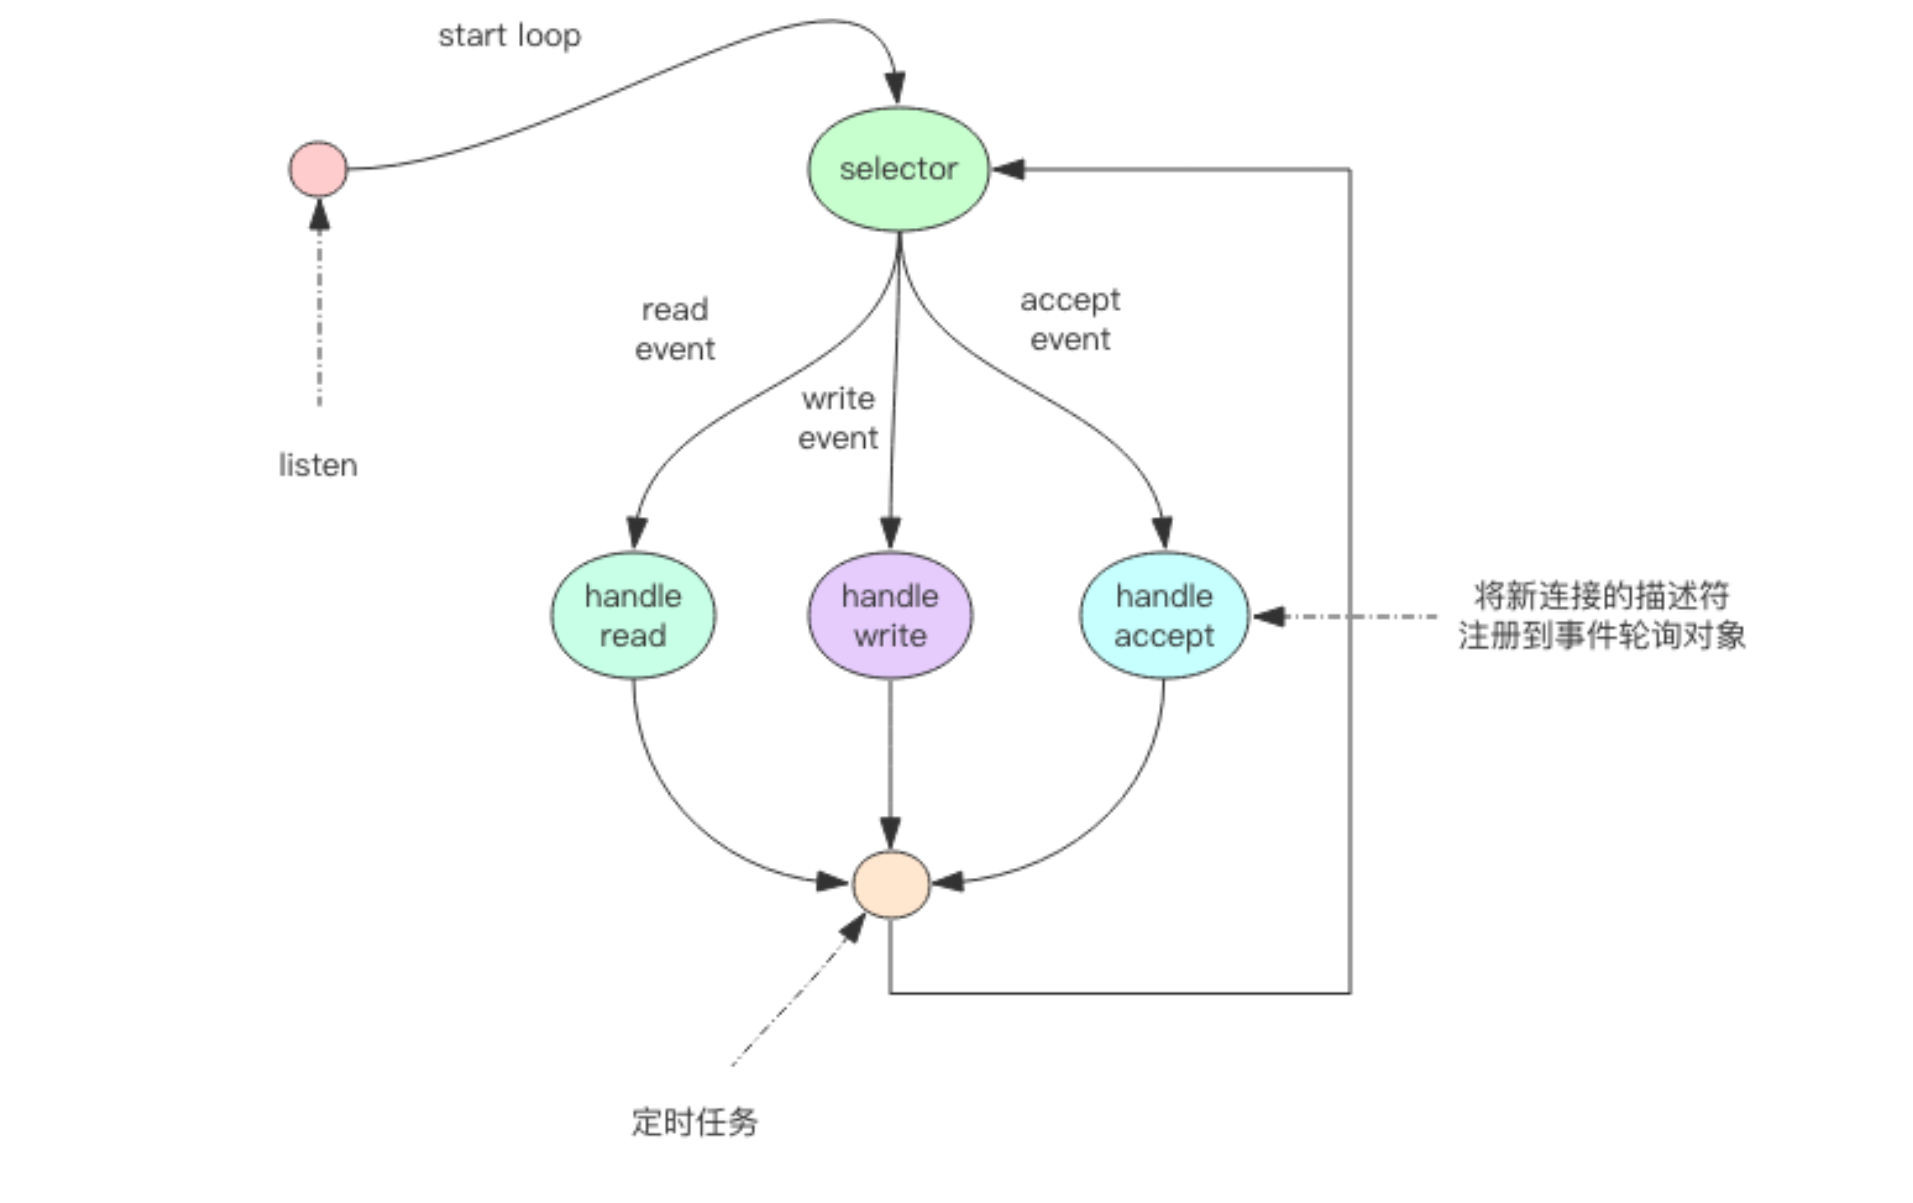 start loop
selector
read
event
accept
event
write
event
listen
handle
read
handle
write
handle
accept
将新连接的描述符
注册到事件轮询对象
定时任务